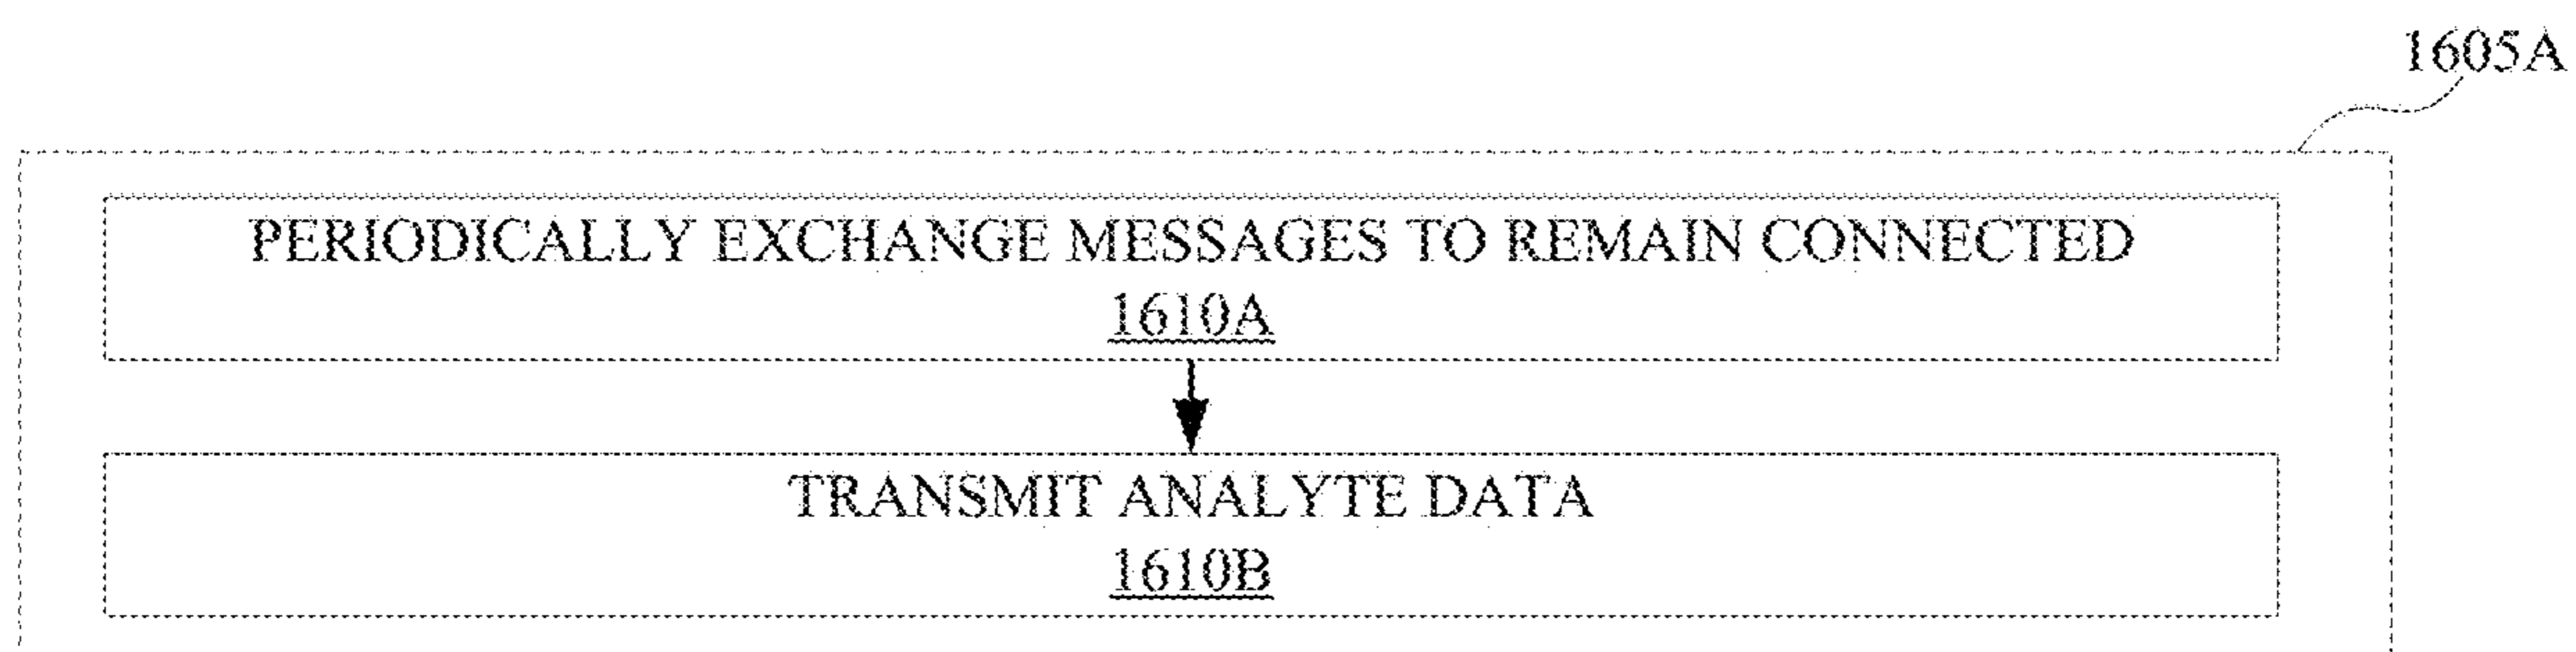 1605A
PERIODICALLY EXCHANGE MESSAGES TO REMAIN CONNECTED
1610A
TRANSMIT ANALYTE DATA
1610B